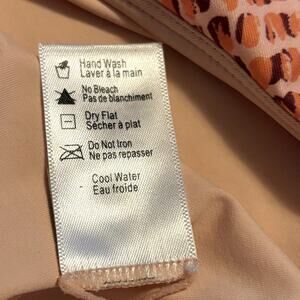 Hand Wash
Laver à la main
No Bleach
Pas de blanchiment
Dry Flat
Sécher à plat
Do Not Iron
Ne pas repasser
Cool Water
Eau froide